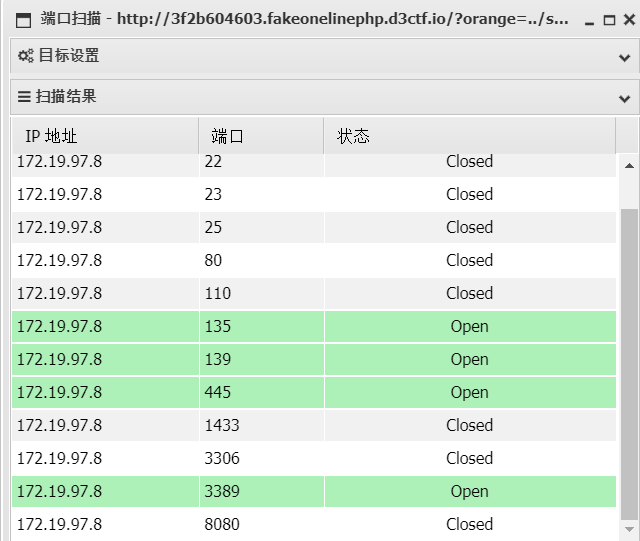 端口扫描 - http://3f2b604603.fakeonelinephp.d3ctf.io/?orange=../s...
目标设置
扫描结果
IP 地址 端口 状态
172.19.97.8 22 Closed
172.19.97.8 23 Closed
172.19.97.8 25 Closed
172.19.97.8 80 Closed
172.19.97.8 110 Closed
172.19.97.8 135 Open
172.19.97.8 139 Open
172.19.97.8 445 Open
172.19.97.8 1433 Closed
172.19.97.8 3306 Closed
172.19.97.8 3389 Open
172.19.97.8 8080 Closed